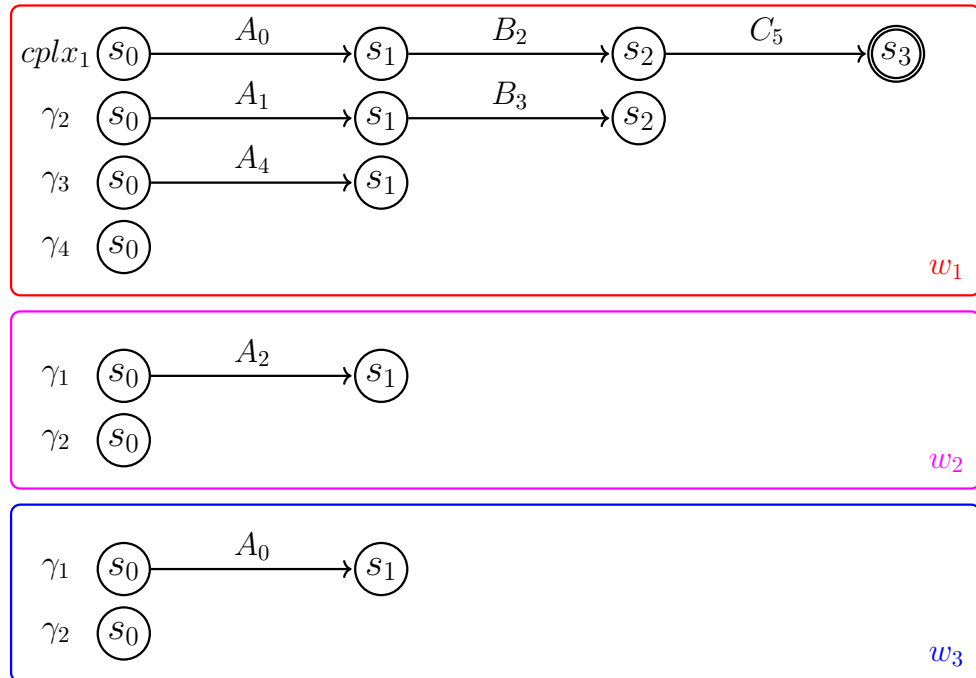 A₀ B₂ C₅
cplx₁ s₀ s₁ s₂ s₃
A₁ B₃
γ₂ s₀ s₁ s₂
A₄
γ₃ s₀ s₁
γ₄ s₀
w₁
A₂
γ₁ s₀ s₁
γ₂ s₀
w₂
A₀
γ₁ s₀ s₁
γ₂ s₀
w₃